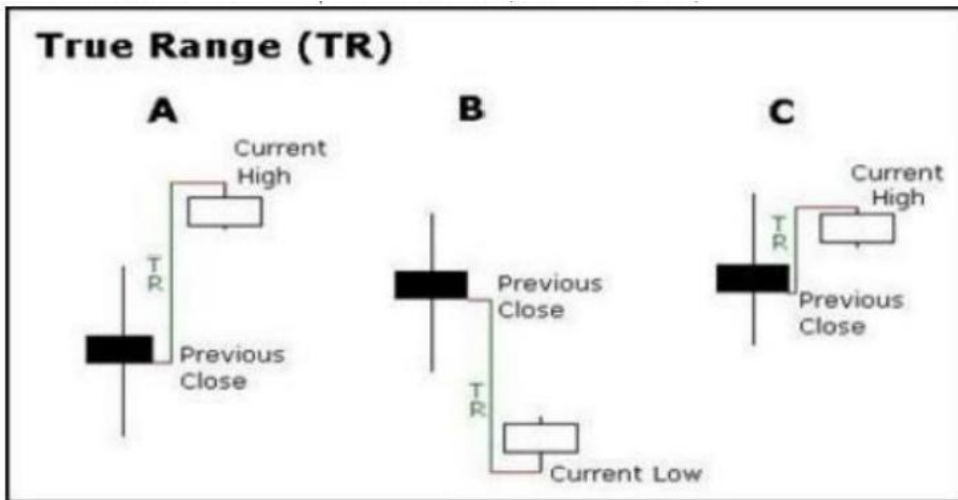 True Range (TR)
A
Current
High
TR
Previous
Close
B
Previous
Close
TR
Current Low
C
Current
High
TR
Previous
Close